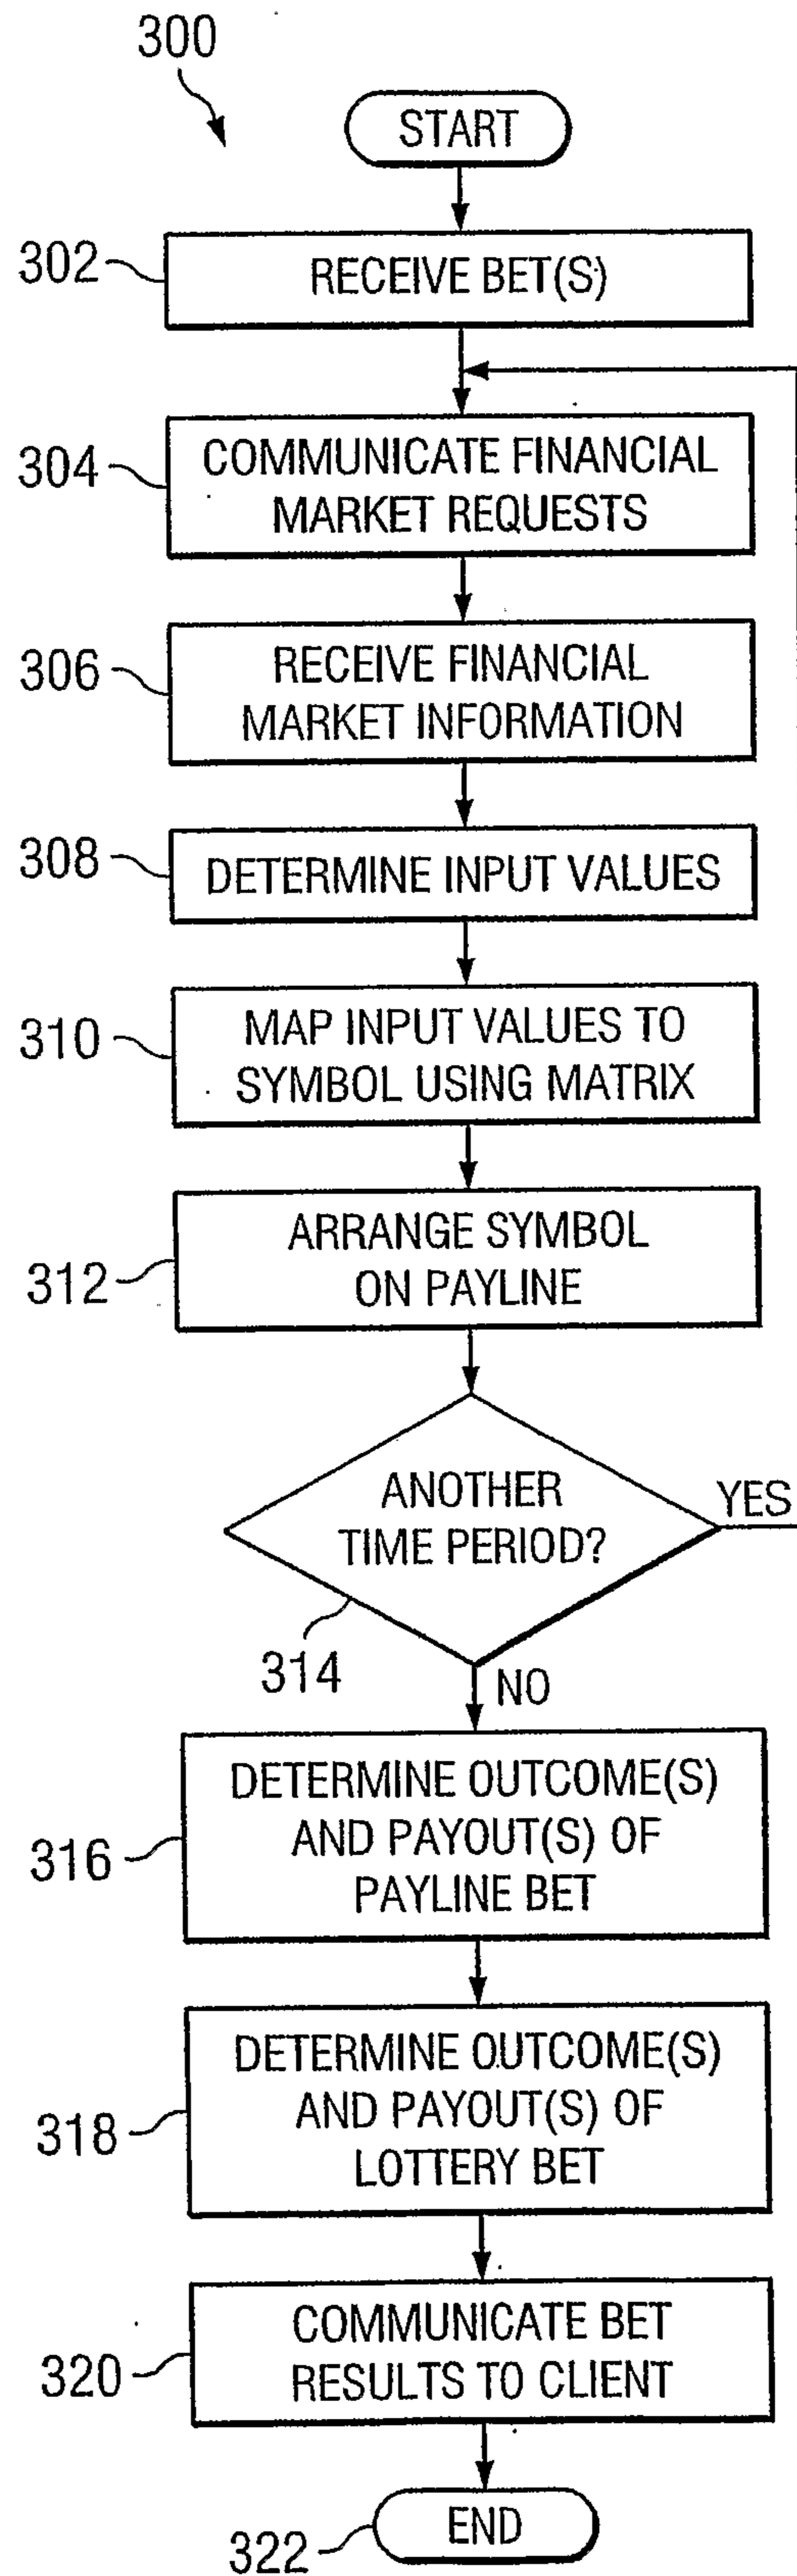 300
START
302
RECEIVE BET(S)
304
COMMUNICATE FINANCIAL
MARKET REQUESTS
306
RECEIVE FINANCIAL
MARKET INFORMATION
308
DETERMINE INPUT VALUES
310
MAP INPUT VALUES TO
SYMBOL USING MATRIX
312
ARRANGE SYMBOL
ON PAYLINE
ANOTHER
TIME PERIOD?
YES
314
NO
316
DETERMINE OUTCOME(S)
AND PAYOUT(S) OF
PAYLINE BET
318
DETERMINE OUTCOME(S)
AND PAYOUT(S) OF
LOTTERY BET
320
COMMUNICATE BET
RESULTS TO CLIENT
322
END